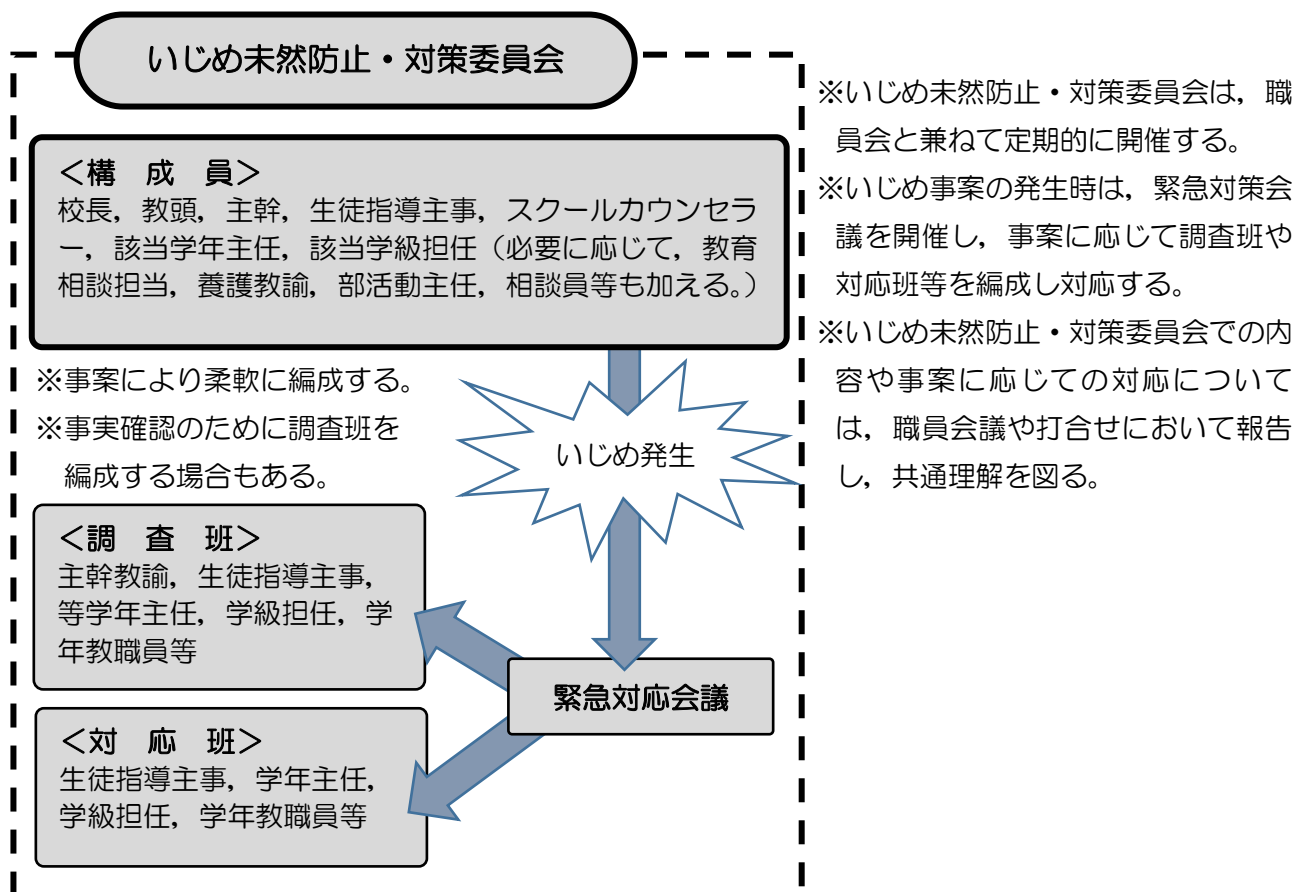 いじめ未然防止・対策委員会
＜構　成　員＞
校長，教頭，主幹，生徒指導主事，スクールカウンセラ
ー，該当学年主任，該当学級担任（必要に応じて，教育
相談担当，養護教諭，部活動主任，相談員等も加える。）
※事案により柔軟に編成する。
※事実確認のために調査班を
編成する場合もある。
いじめ発生
＜調　査　班＞
主幹教諭，生徒指導主事，
等学年主任，学級担任，学
年教職員等
緊急対応会議
＜対　応　班＞
生徒指導主事，学年主任，
学級担任，学年教職員等
※いじめ未然防止・対策委員会は，職
員会と兼ねて定期的に開催する。
※いじめ事案の発生時は，緊急対策会
議を開催し，事案に応じて調査班や
対応班等を編成し対応する。
※いじめ未然防止・対策委員会での内
容や事案に応じての対応について
は，職員会議や打合せにおいて報告
し，共通理解を図る。